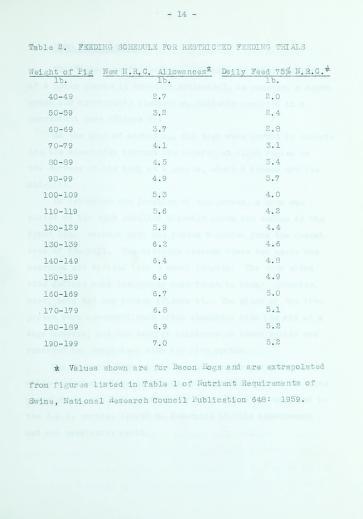 - 14 -
Table 2. FEEDING SCHEDULE FOR RESTRICTED FEEDING TRIALS
Weight of Pig New N.R.C. Allowances* Daily Feed 75% N.R.C.*
lb. lb. lb.
40-49 2.7 2.0
50-59 3.2 2.4
60-69 3.7 2.8
70-79 4.1 3.1
80-89 4.5 3.4
90-99 4.9 3.7
100-109 5.3 4.0
110-119 5.6 4.2
120-129 5.9 4.4
130-139 6.2 4.6
140-149 6.4 4.8
150-159 6.6 4.9
160-169 6.7 5.0
170-179 6.8 5.1
180-189 6.9 5.2
190-199 7.0 5.2
* Values shown are for Bacon Hogs and are extrapolated
from figures listed in Table 1 of Nutrient Requirements of
Swine, National Research Council Publication 648: 1959.